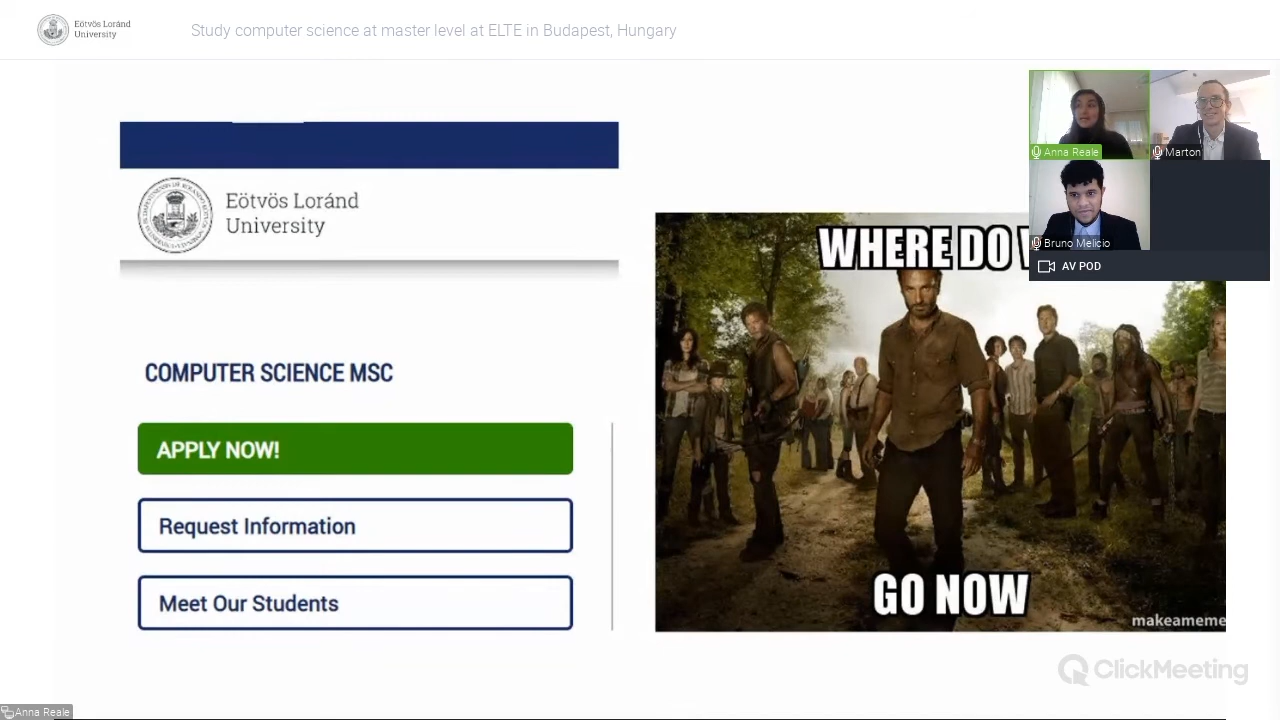 Eötvös Loránd
University
Study computer science at master level at ELTE in Budapest, Hungary
Eötvös Loránd
University
COMPUTER SCIENCE MSC
APPLY NOW!
Request Information
Meet Our Students
WHERE DO
GO NOW
makeameme
Anna Reale
Marton
Bruno Melicio
AV POD
ClickMeeting
Anna Reale